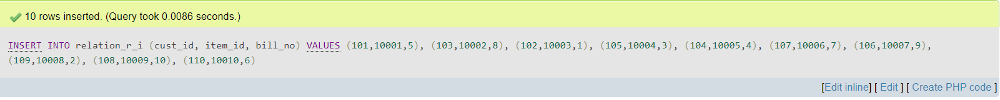 10 rows inserted. (Query took 0.0086 seconds.)
INSERT INTO relation_r_i (cust_id, item_id, bill_no) VALUES (101,10001,5), (103,10002,8), (102,10003,1), (105,10004,3), (104,10005,4), (107,10006,7), (106,10007,9),
(109,10008,2), (108,10009,10), (110,10010,6)
[Edit inline] [ Edit ] [ Create PHP code ]